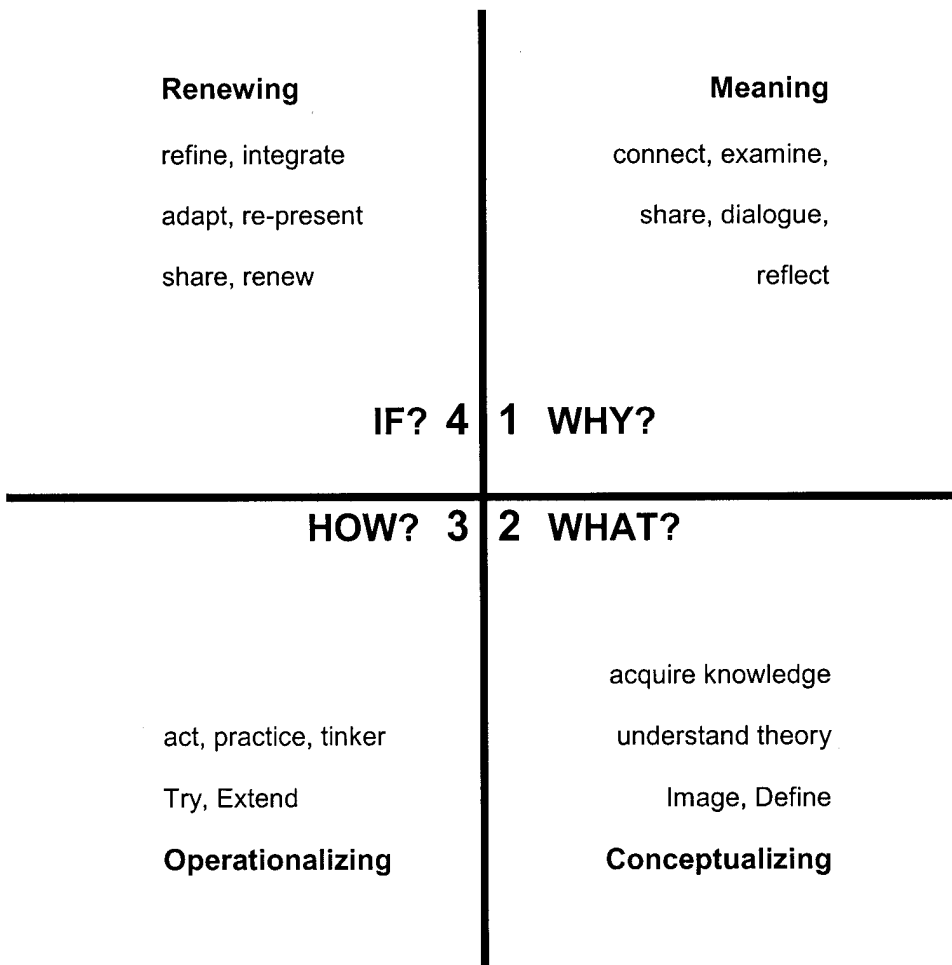 Renewing
refine, integrate
adapt, re-present
share, renew
IF? 4
Meaning
connect, examine,
share, dialogue,
reflect
1 WHY?
HOW? 3
act, practice, tinker
Try, Extend
Operationalizing
2 WHAT?
acquire knowledge
understand theory
Image, Define
Conceptualizing